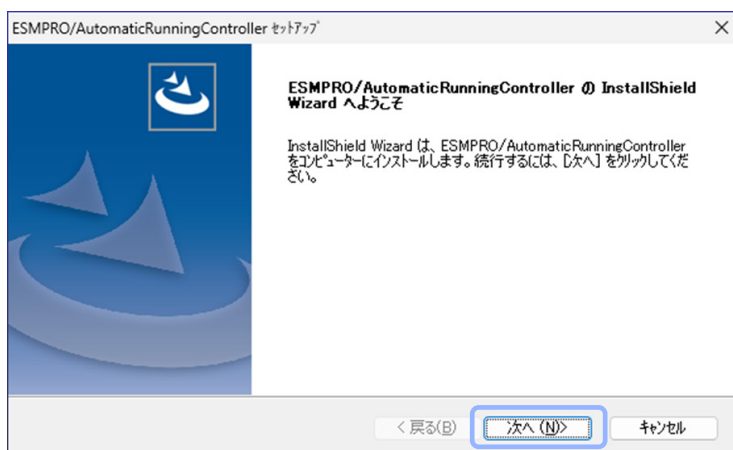 ESMPRO/AutomaticRunningController ｾｯﾄｱｯﾌﾟ
ESMPRO/AutomaticRunningController の InstallShield
Wizard へようこそ
InstallShield Wizard は、ESMPRO/AutomaticRunningController
をｺﾝﾋﾟｭｰﾀｰにｲﾝｽﾄｰﾙします。続行するには、[次へ] をｸﾘｯｸしてくだ
さい。
< 戻る(B)
次へ (N)>
ｷｬﾝｾﾙ